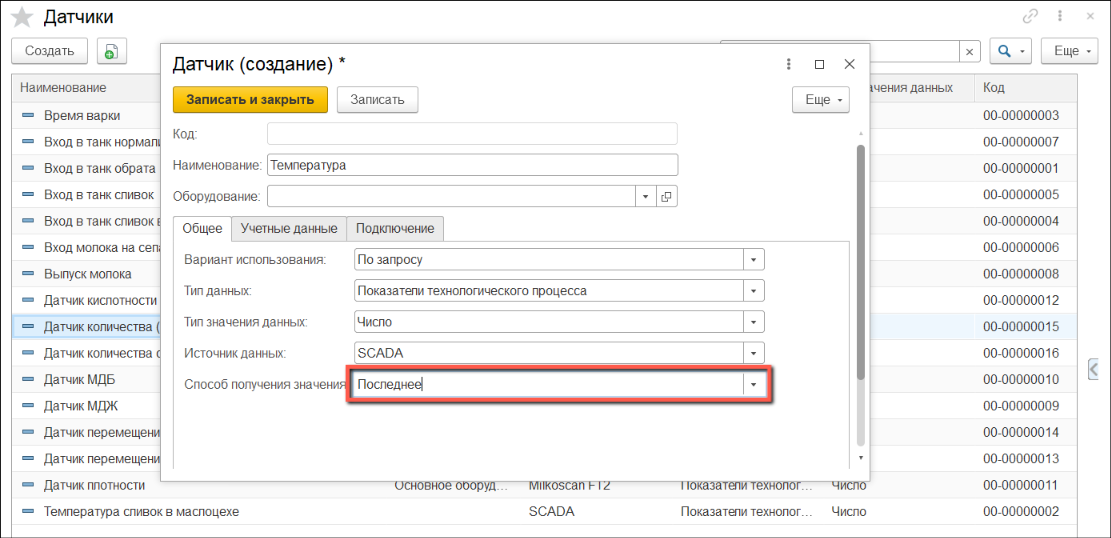 Датчики
Создать Еще
Датчик (создание) *
Записать и закрыть Записать Еще
Код:
Наименование: Температура
Оборудование:
Общее Учетные данные Подключение
Вариант использования: По запросу
Тип данных: Показатели технологического процесса
Тип значения данных: Число
Источник данных: SCADA
Способ получения значения Последнее
Наименование ачения данных Код
Время варки 00-00000003
Вход в танк нормали 00-00000007
Вход в танк обрата 00-00000001
Вход в танк сливок 00-00000005
Вход в танк сливок в 00-00000004
Вход молока на сепа 00-00000006
Выпуск молока 00-00000008
Датчик кислотности 00-00000012
Датчик количества ( 00-00000015
Датчик количества с 00-00000016
Датчик МДБ 00-00000010
Датчик МДЖ 00-00000009
Датчик перемещени 00-00000014
Датчик перемещени 00-00000013
Датчик плотности Основное оборуд... Milkoscan FT2 Показатели технолог... Число 00-00000011
Температура сливок в маслоцехе SCADA Показатели технолог... Число 00-00000002